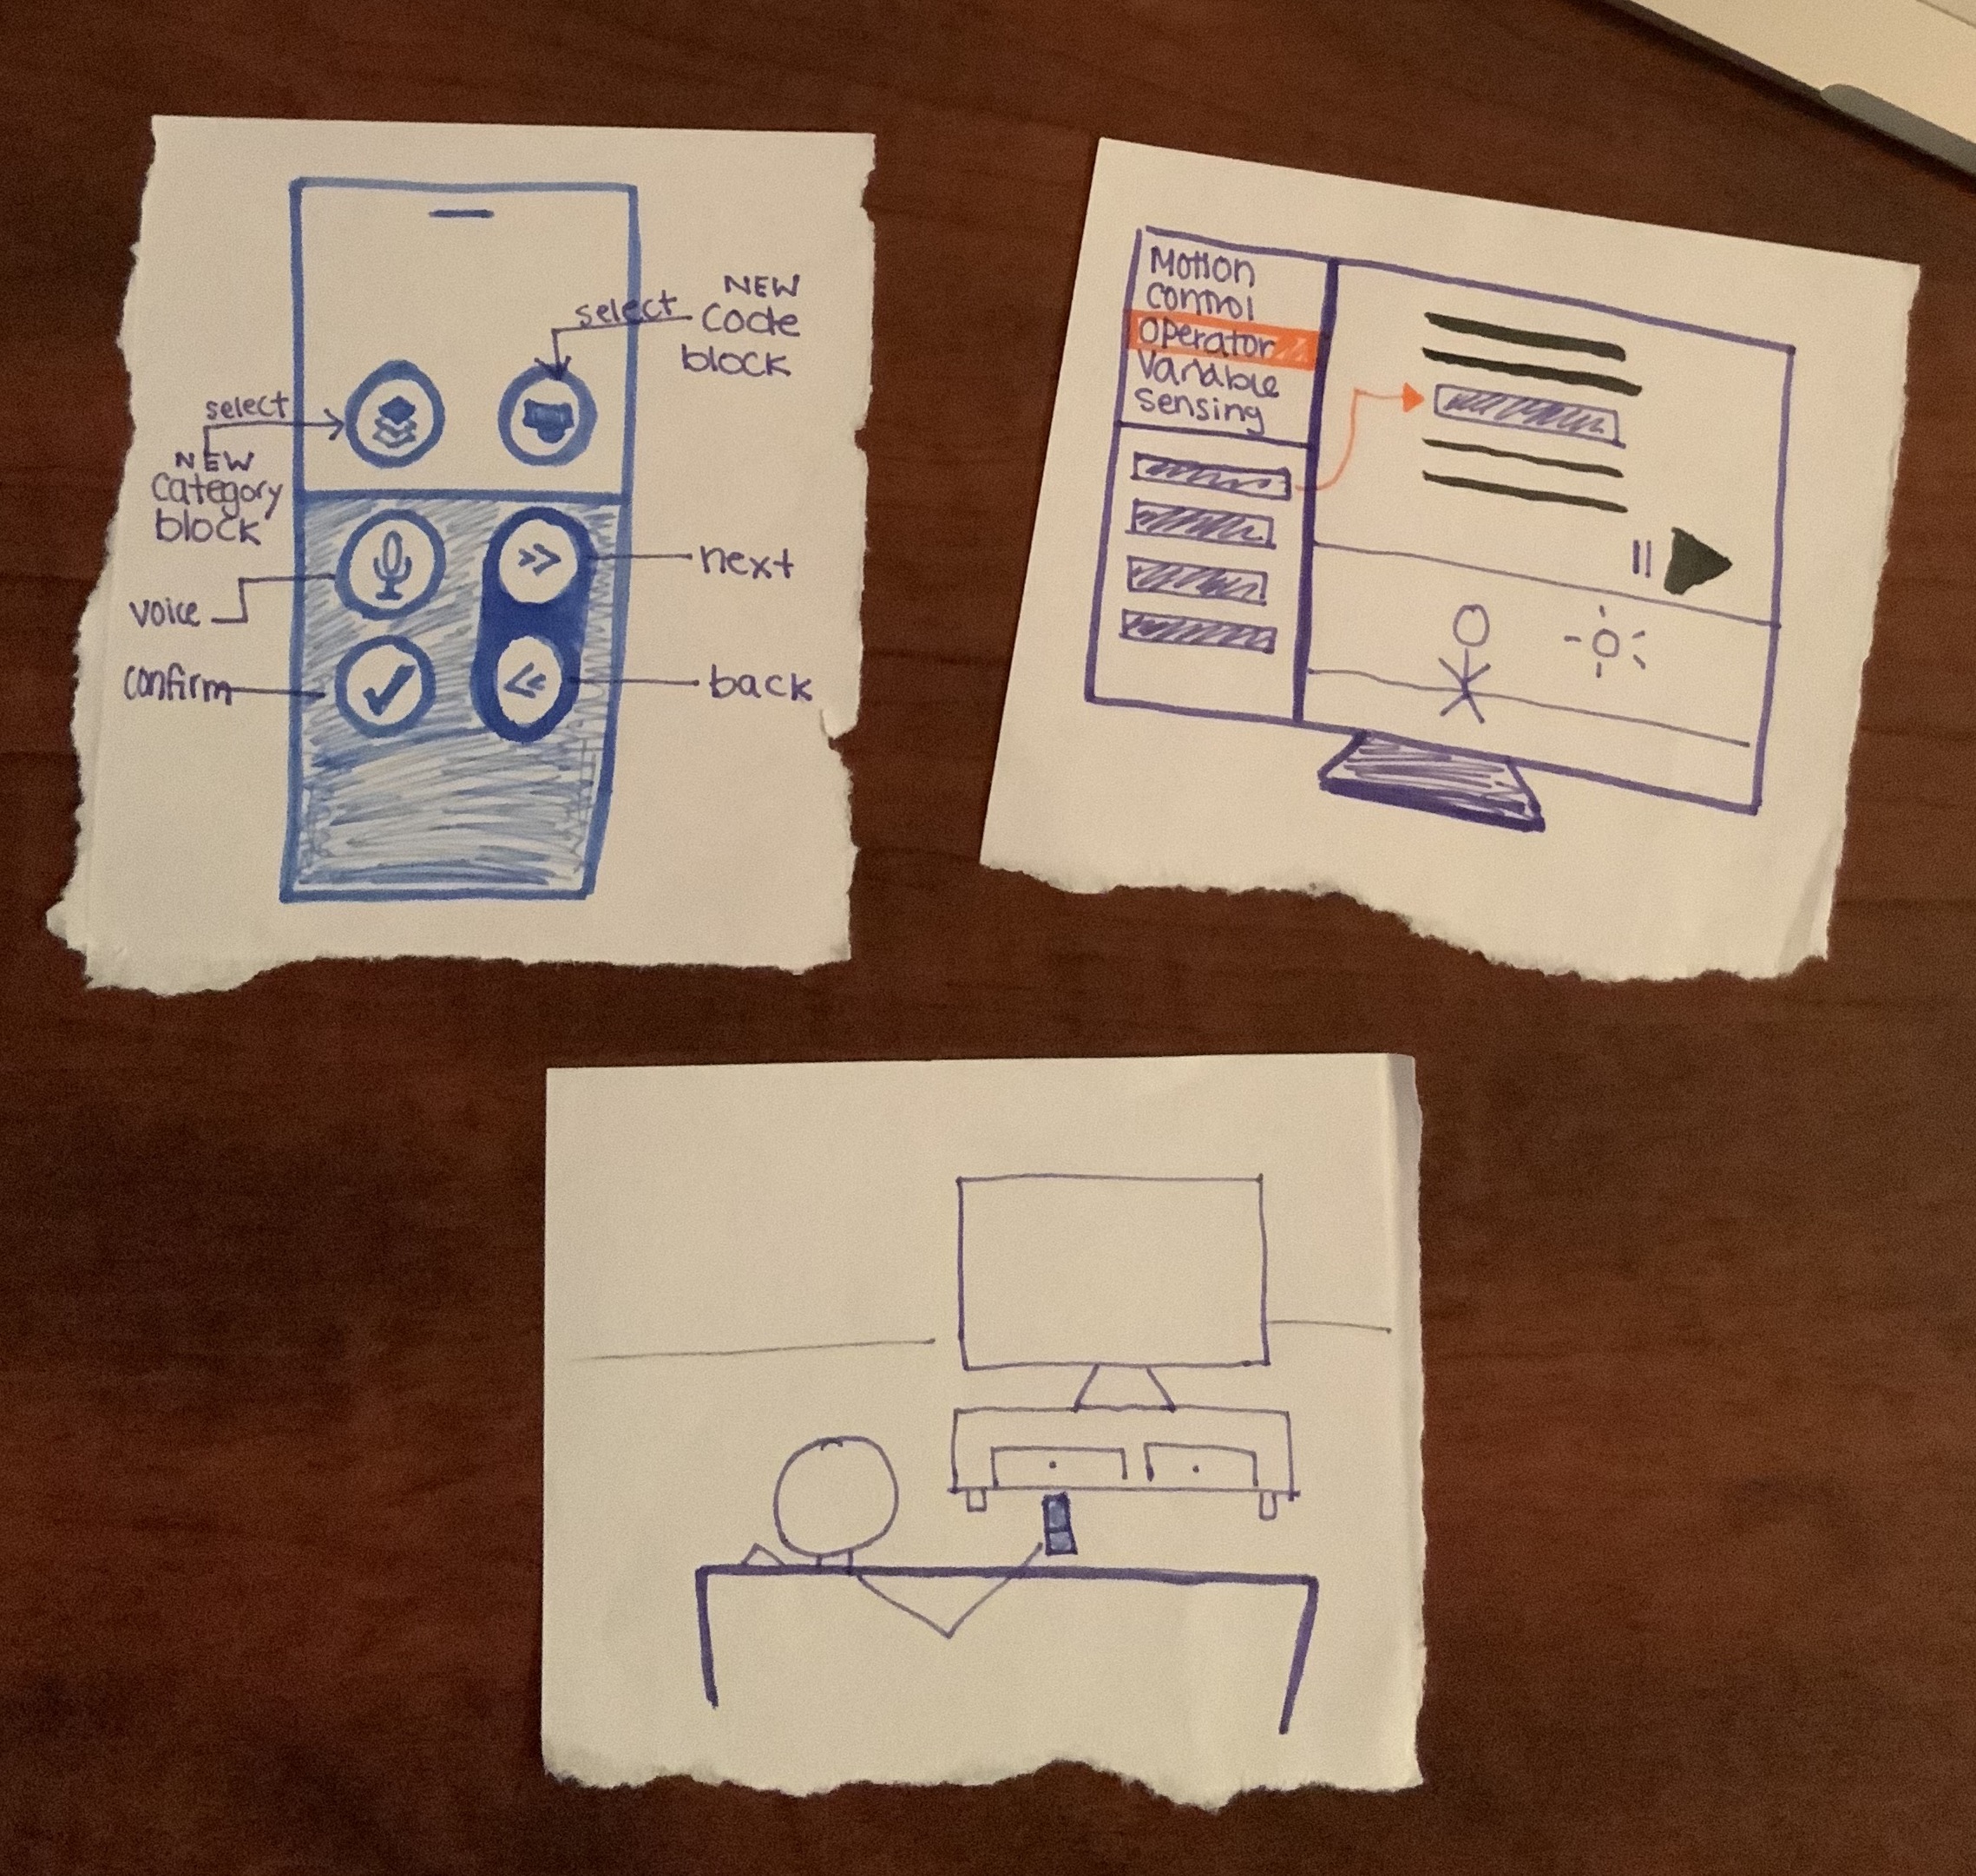 NEW
select
Code
block
select
NEW
Category
block
voice
next
confirm
back
Motion
Control
Operator
Variable
Sensing